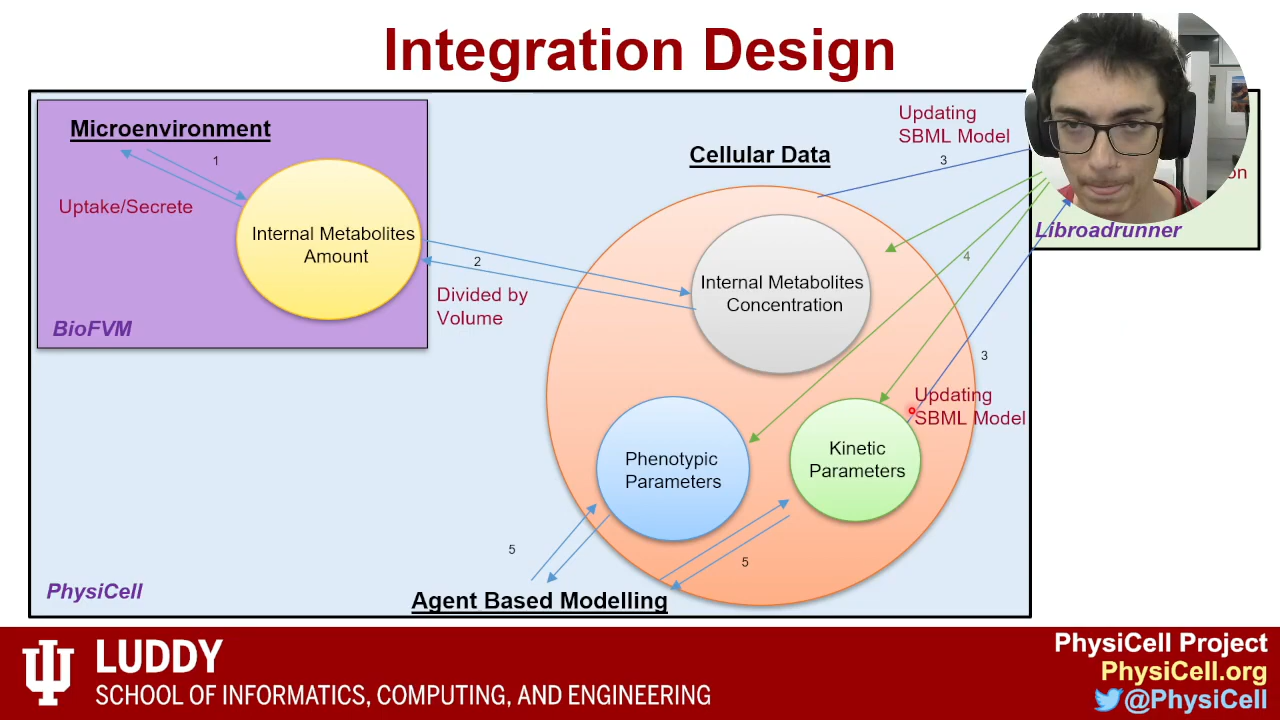 Integration Design
Microenvironment
1
Uptake/Secrete
Internal Metabolites
Amount
BioFVM
2
Divided by
Volume
Cellular Data
Updating
SBML Model
3
Internal Metabolites
Concentration
4
Libroadrunner
3
Updating
SBML Model
Phenotypic
Parameters
Kinetic
Parameters
5
5
Agent Based Modelling
PhysiCell
LUDDY
SCHOOL OF INFORMATICS, COMPUTING, AND ENGINEERING
PhysiCell Project
PhysiCell.org
@PhysiCell